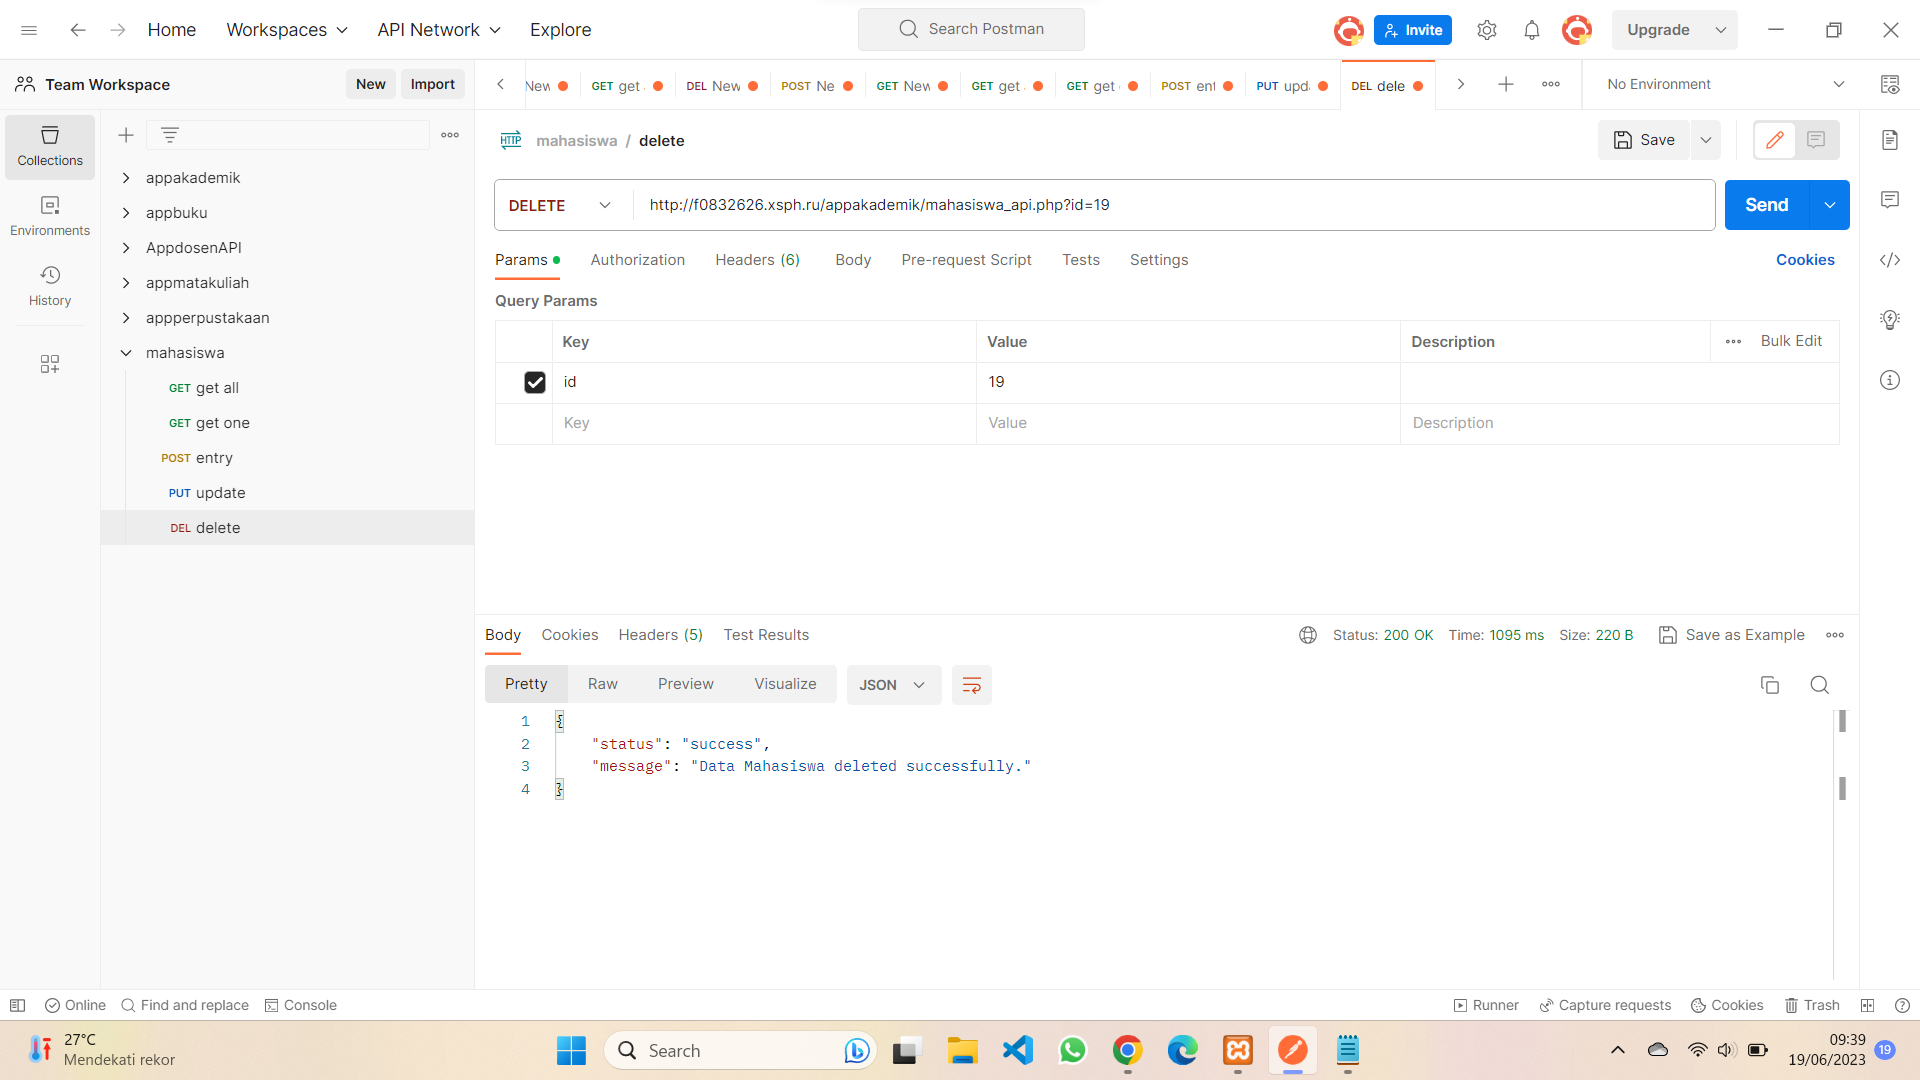 Home
Workspaces
API Network
Explore
Search Postman
Invite
Upgrade
Team Workspace
New
Import
New
GET get
DEL New
POST Ne
GET New
GET get
GET get
POST ent
PUT upd
DEL dele
No Environment
Collections
Environments
History
appakademik
appbuku
AppdosenAPI
appmatakuliah
appperpustakaan
mahasiswa
GET get all
GET get one
POST entry
PUT update
DEL delete
HTTP mahasiswa / delete
Save
DELETE
http://f0832626.xsph.ru/appakademik/mahasiswa_api.php?id=19
Send
Params
Authorization
Headers (6)
Body
Pre-request Script
Tests
Settings
Cookies
Query Params
Key
Value
Description
Bulk Edit
id
19
Key
Value
Description
Body
Cookies
Headers (5)
Test Results
Status: 200 OK
Time: 1095 ms
Size: 220 B
Save as Example
Pretty
Raw
Preview
Visualize
JSON
1 {
2 "status": "success",
3 "message": "Data Mahasiswa deleted successfully."
4 }
Online
Find and replace
Console
Runner
Capture requests
Cookies
Trash
27°C
Mendekati rekor
Search
09:39
19/06/2023
19